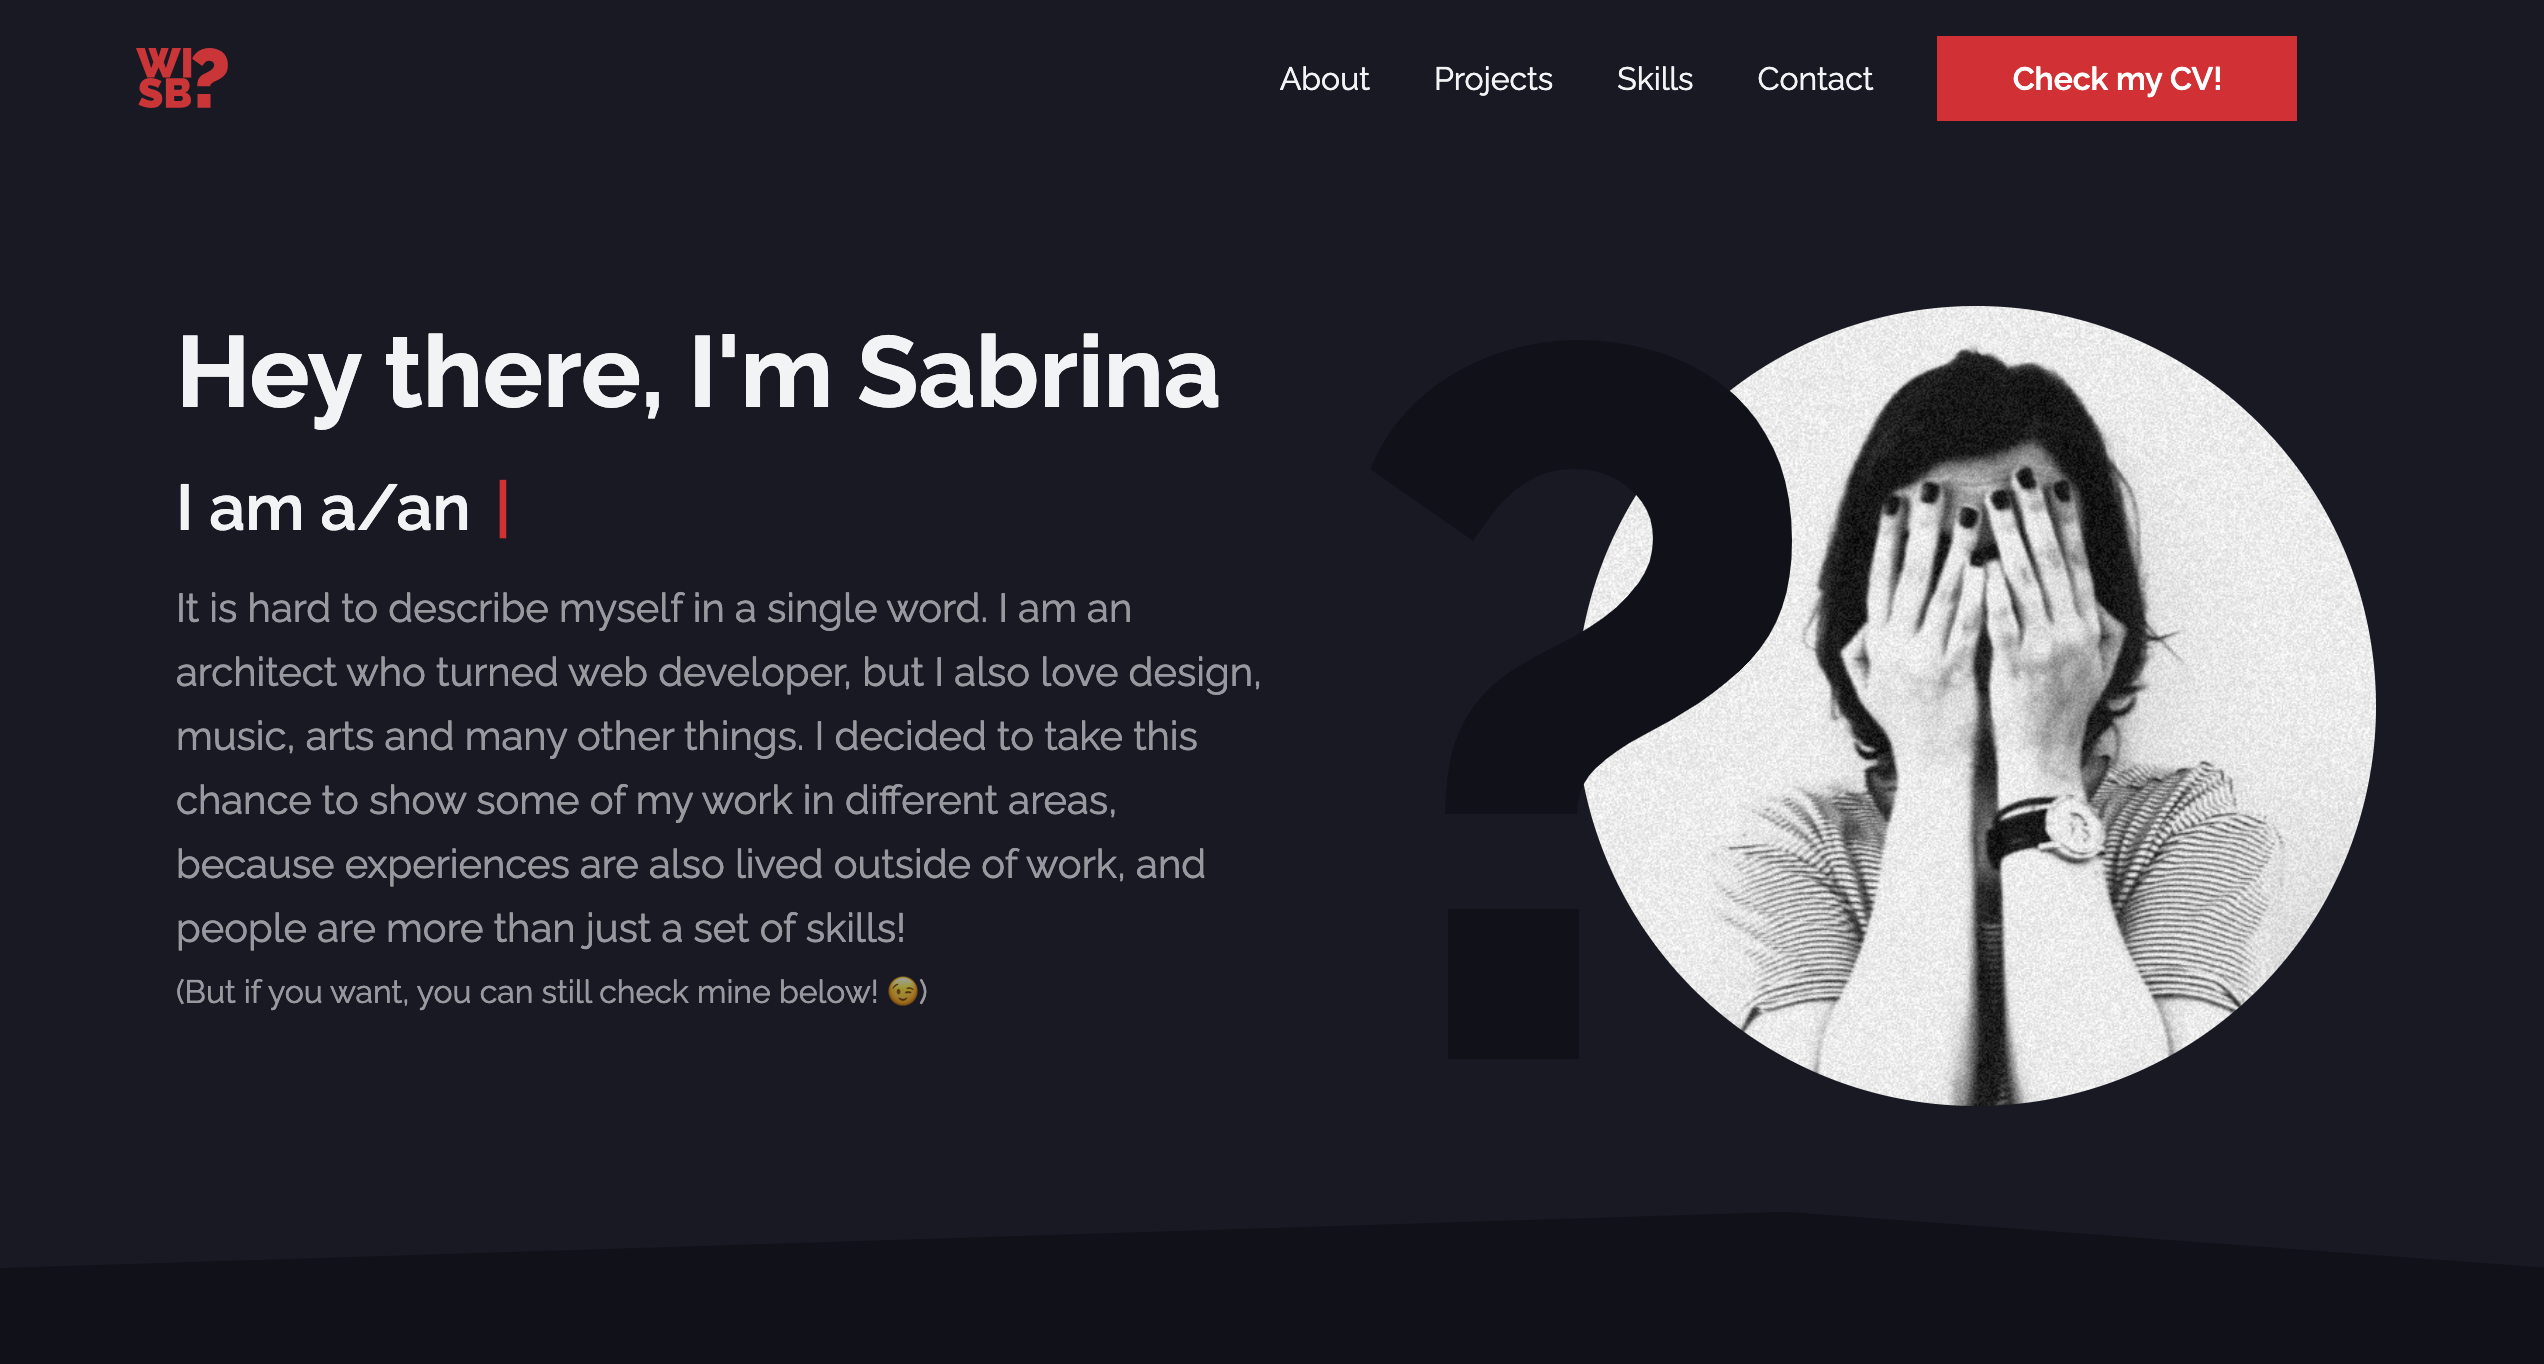 WI
SB?
About Projects Skills Contact Check my CV!
Hey there, I'm Sabrina
I am a/an |
It is hard to describe myself in a single word. I am an
architect who turned web developer, but I also love design,
music, arts and many other things. I decided to take this
chance to show some of my work in different areas,
because experiences are also lived outside of work, and
people are more than just a set of skills!
(But if you want, you can still check mine below! 😉)
?